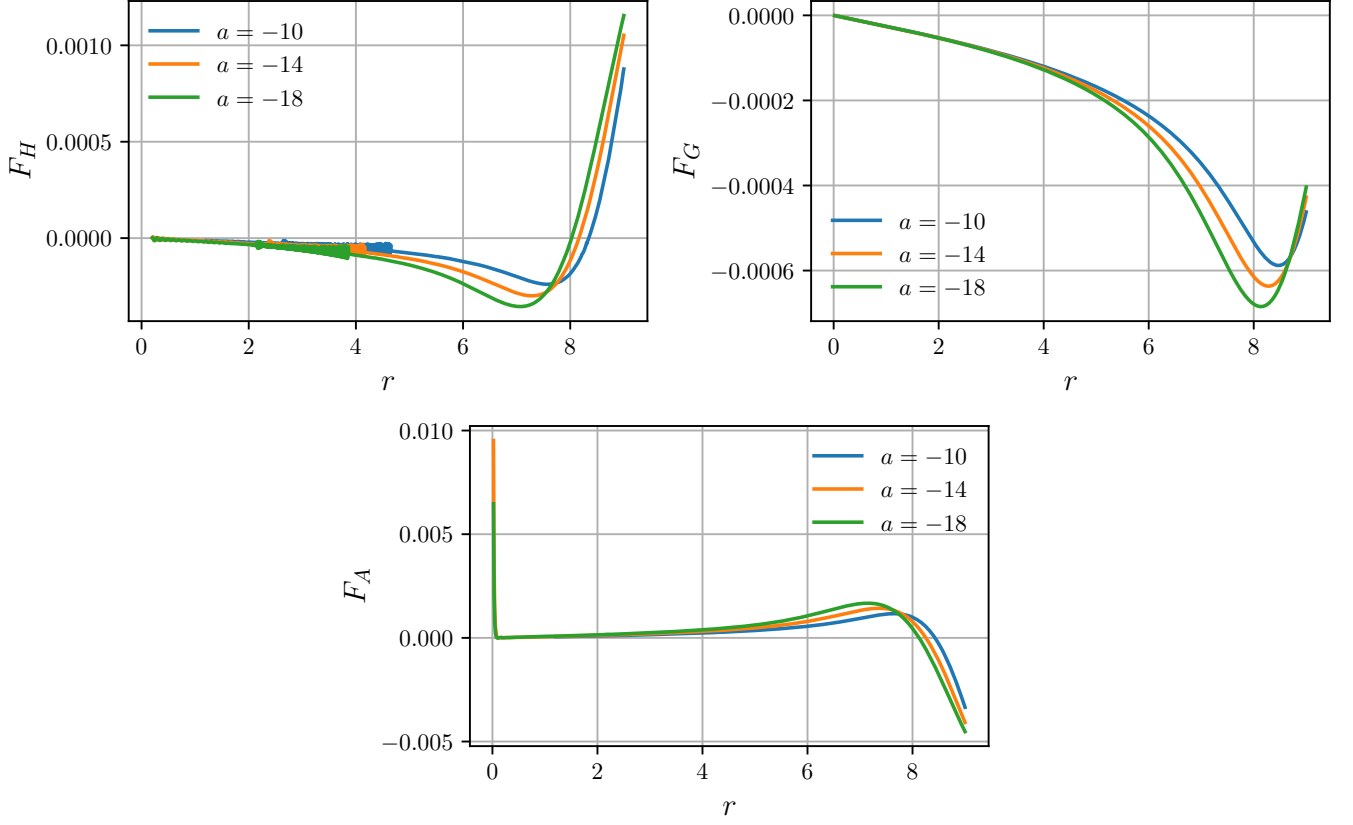 0.0010
0.0005
0.0000
F_H
a = −10
a = −14
a = −18
0 2 4 6 8
r
0.0000
−0.0002
−0.0004
−0.0006
F_G
a = −10
a = −14
a = −18
0 2 4 6 8
r
0.010
0.005
0.000
−0.005
F_A
a = −10
a = −14
a = −18
0 2 4 6 8
r